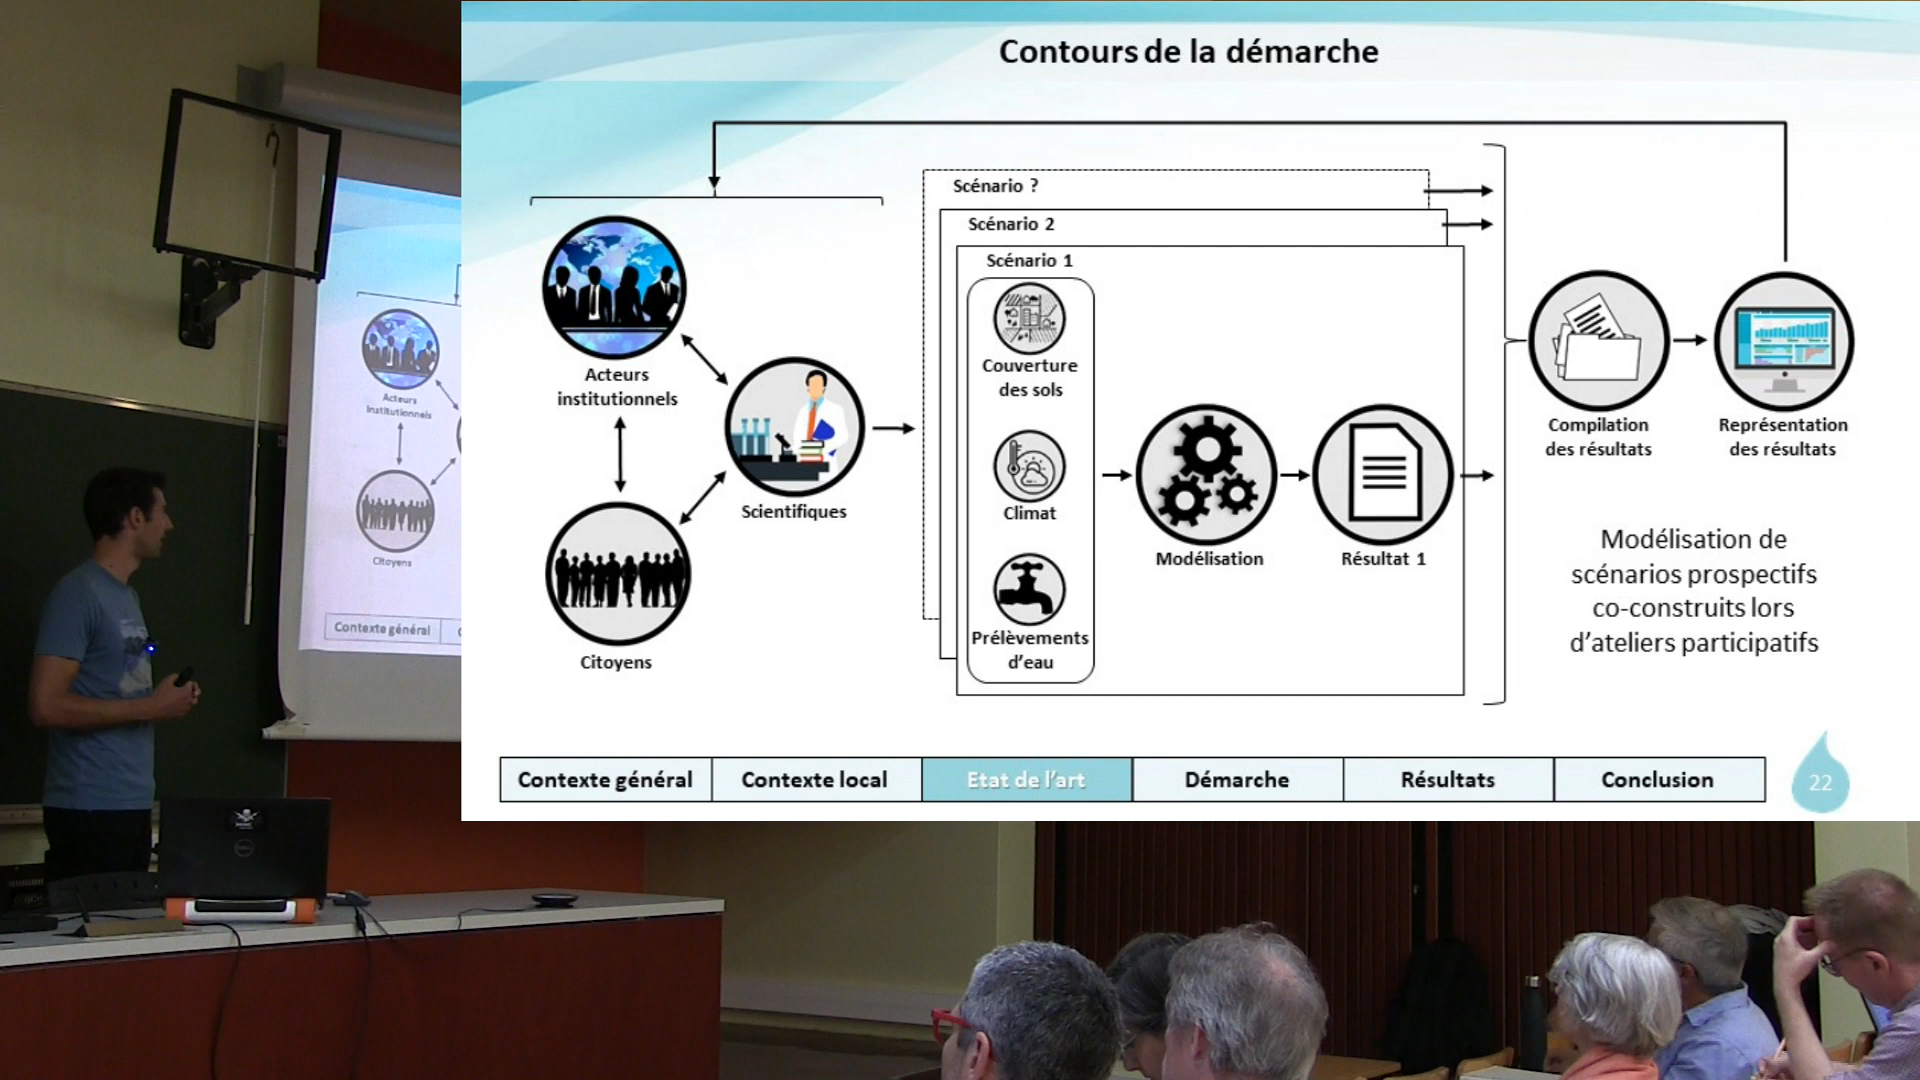 Contours de la démarche
Scénario ?
Scénario 2
Scénario 1
Acteurs
institutionnels
Scientifiques
Citoyens
Couverture
des sols
Climat
Prélèvements
d'eau
Modélisation
Résultat 1
Compilation
des résultats
Représentation
des résultats
Modélisation de
scénarios prospectifs
co-construits lors
d'ateliers participatifs
Contexte général
Contexte local
Etat de l'art
Démarche
Résultats
Conclusion
22
Acteurs
institutionnels
Citoyens
Contexte général
DELL